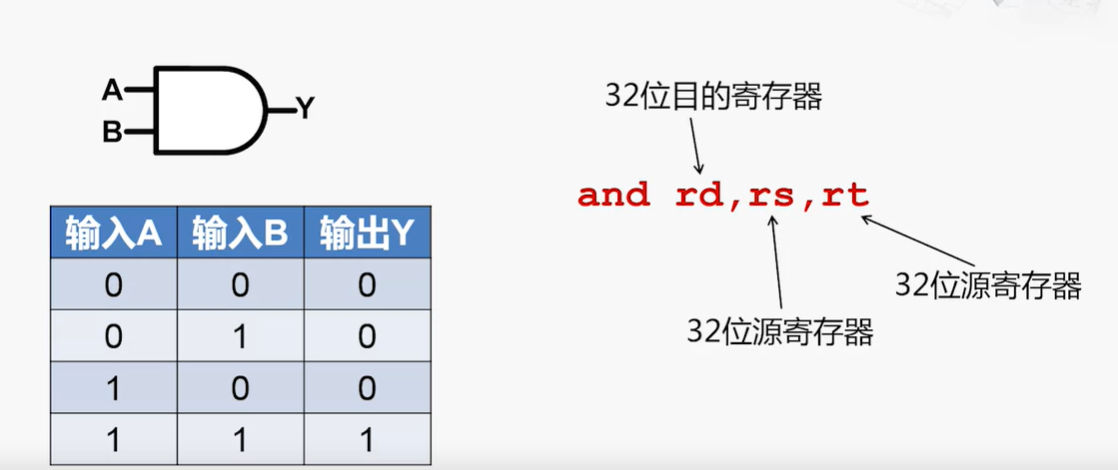 A
B
Y
输入A 输入B 输出Y
0 0 0
0 1 0
1 0 0
1 1 1
32位目的寄存器
and rd,rs,rt
32位源寄存器
32位源寄存器